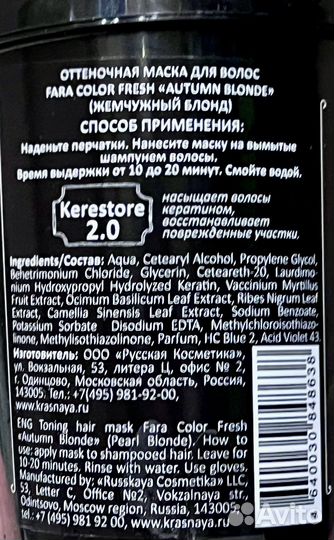 ОТТЕНОЧНАЯ МАСКА ДЛЯ ВОЛОС
FARA COLOR FRESH «AUTUMN BLONDE»
(ЖЕМЧУЖНЫЙ БЛОНД)
СПОСОБ ПРИМЕНЕНИЯ:
Наденьте перчатки. Нанесите маску на вымытые
шампунем волосы.
Время выдержки от 10 до 20 минут. Смойте водой.
Kerestore
2.0
насыщает волосы
кератином,
восстанавливает
поврежденные участки.
Ingredients/Состав: Aqua, Cetearyl Alcohol, Propylene Glycol,
Behetrimonium Chloride, Glycerin, Ceteareth-20, Laurdimo-
nium Hydroxypropyl Hydrolyzed Keratin, Vaccinium Myrtillus
Fruit Extract, Ocimum Basilicum Leaf Extract, Ribes Nigrum Leaf
Extract, Camellia Sinensis Leaf Extract, Sodium Benzoate,
Potassium Sorbate Disodium EDTA, Methylchloroisothiazo-
linone, Methylisothiazolinone, Parfum, HC Blue 2, Acid Violet 43.
Изготовитель: ООО «Русская Косметика»,
ул. Вокзальная, 53, литера Ц, офис № 2,
г. Одинцово, Московская область, Россия,
143005. Тел.: +7(495) 981-92-00,
www.krasnaya.ru
ENG Toning hair mask Fara Color Fresh
«Autumn Blonde» (Pearl Blonde). How to
use: apply mask to shampooed hair. Leave for
10-20 minutes. Rinse with water. Use gloves.
Manufactured by: «Russkaya Cosmetika» LLC,
53, Letter C, Office №2, Vokzalnaya str.,
Odintsovo, Moscow region, Russia, 143005.
tel.: +7 (495) 981 92 00, www.krasnaya.ru
4 640030 848638
Avito